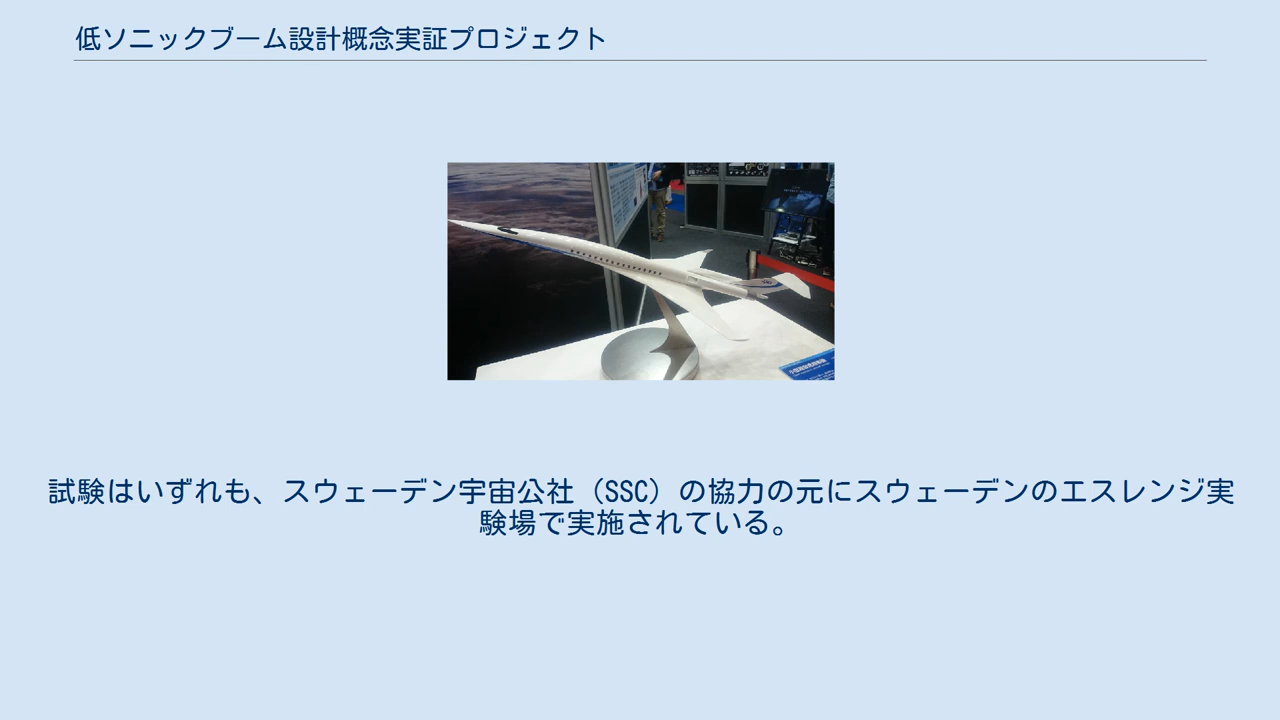 低ソニックブーム設計概念実証プロジェクト
試験はいずれも、スウェーデン宇宙公社（SSC）の協力の元にスウェーデンのエスレンジ実
験場で実施されている。